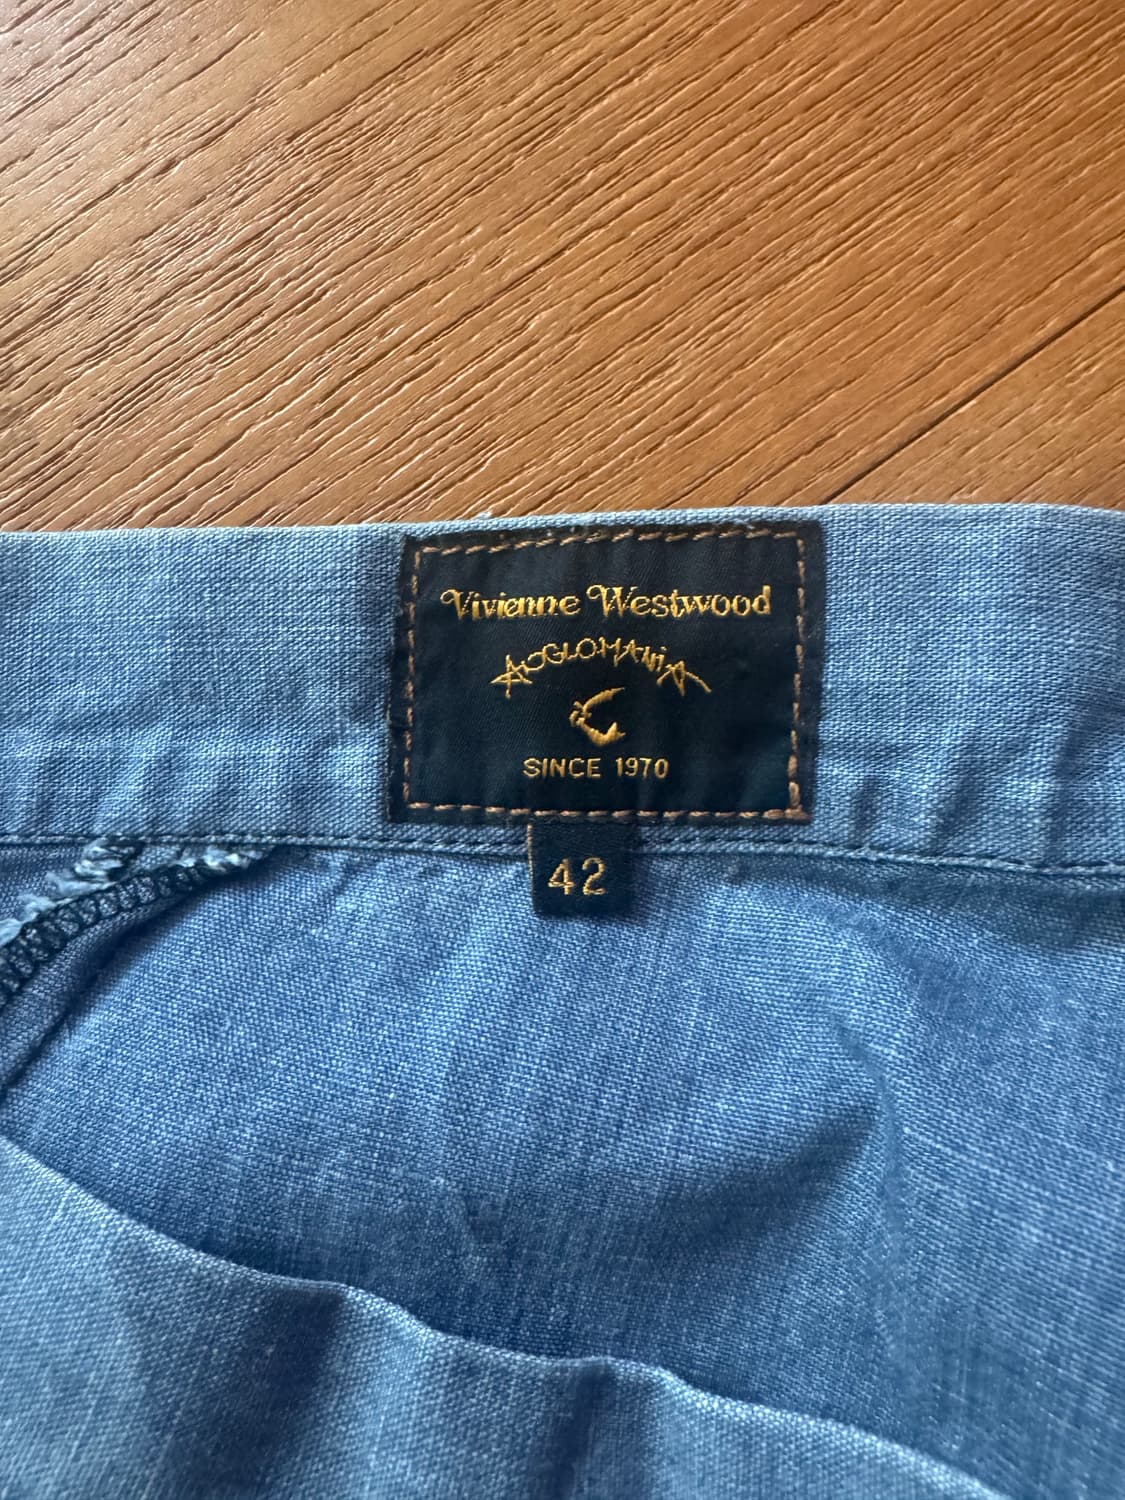 Vivienne Westwood
ANGLOMANiA
SINCE 1970
42